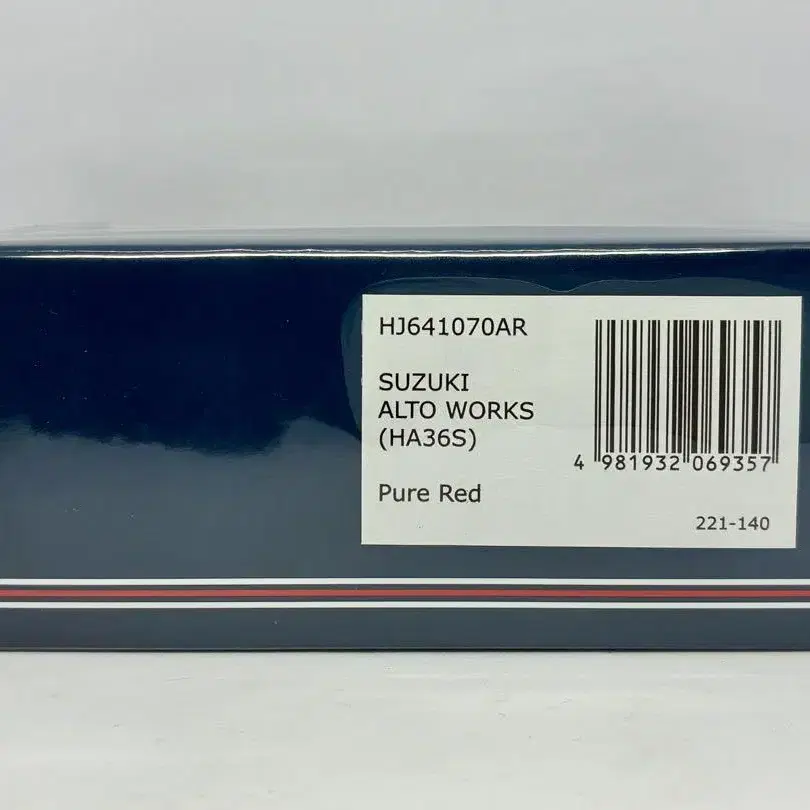 HJ641070AR
SUZUKI
ALTO WORKS
(HA36S)
Pure Red
4 981932 069357
221-140